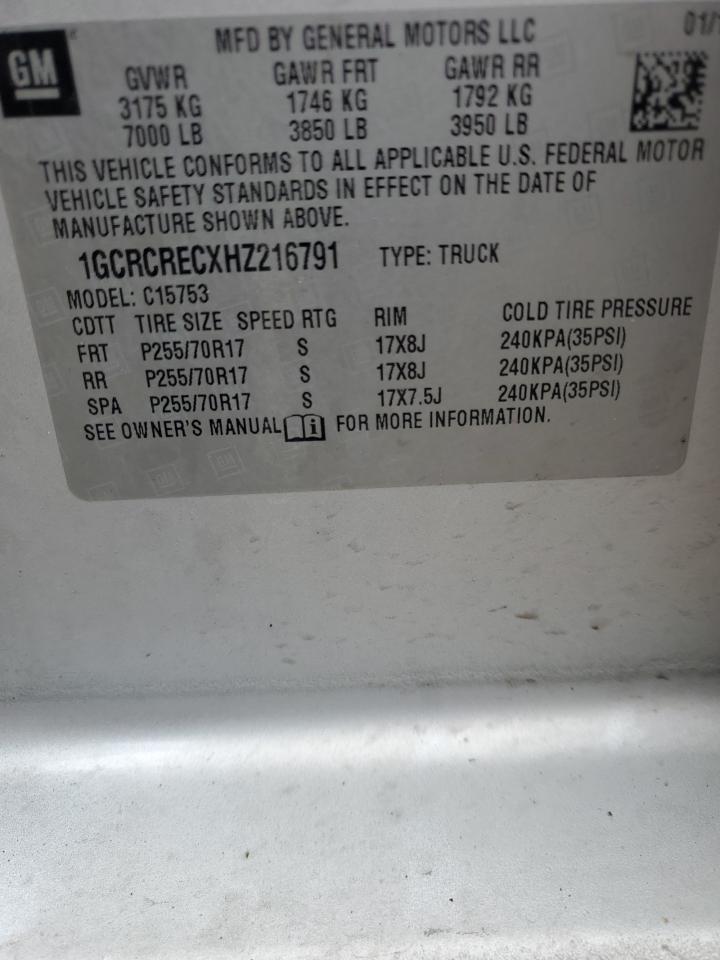 GM
MFD BY GENERAL MOTORS LLC 01/
GVWR GAWR FRT GAWR RR
3175 KG 1746 KG 1792 KG
7000 LB 3850 LB 3950 LB
THIS VEHICLE CONFORMS TO ALL APPLICABLE U.S. FEDERAL MOTOR
VEHICLE SAFETY STANDARDS IN EFFECT ON THE DATE OF
MANUFACTURE SHOWN ABOVE.
1GCRCRECXHZ216791 TYPE: TRUCK
MODEL: C15753
CDTT TIRE SIZE SPEED RTG RIM COLD TIRE PRESSURE
FRT P255/70R17 S 17X8J 240KPA(35PSI)
RR P255/70R17 S 17X8J 240KPA(35PSI)
SPA P255/70R17 S 17X7.5J 240KPA(35PSI)
SEE OWNER'S MANUAL i FOR MORE INFORMATION.